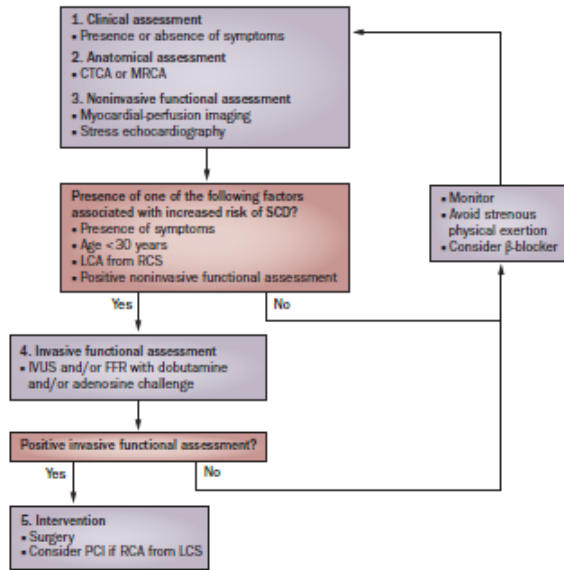 1. Clinical assessment
▪ Presence or absence of symptoms
2. Anatomical assessment
▪ CTCA or MRCA
3. Noninvasive functional assessment
▪ Myocardial-perfusion imaging
▪ Stress echocardiography
Presence of one of the following factors
associated with increased risk of SCD?
▪ Presence of symptoms
▪ Age <30 years
▪ LCA from RCS
▪ Positive noninvasive functional assessment
▪ Monitor
▪ Avoid strenous
physical exertion
▪ Consider β-blocker
Yes
No
4. Invasive functional assessment
▪ IVUS and/or FFR with dobutamine
and/or adenosine challenge
Positive invasive functional assessment?
Yes
No
5. Intervention
▪ Surgery
▪ Consider PCI if RCA from LCS